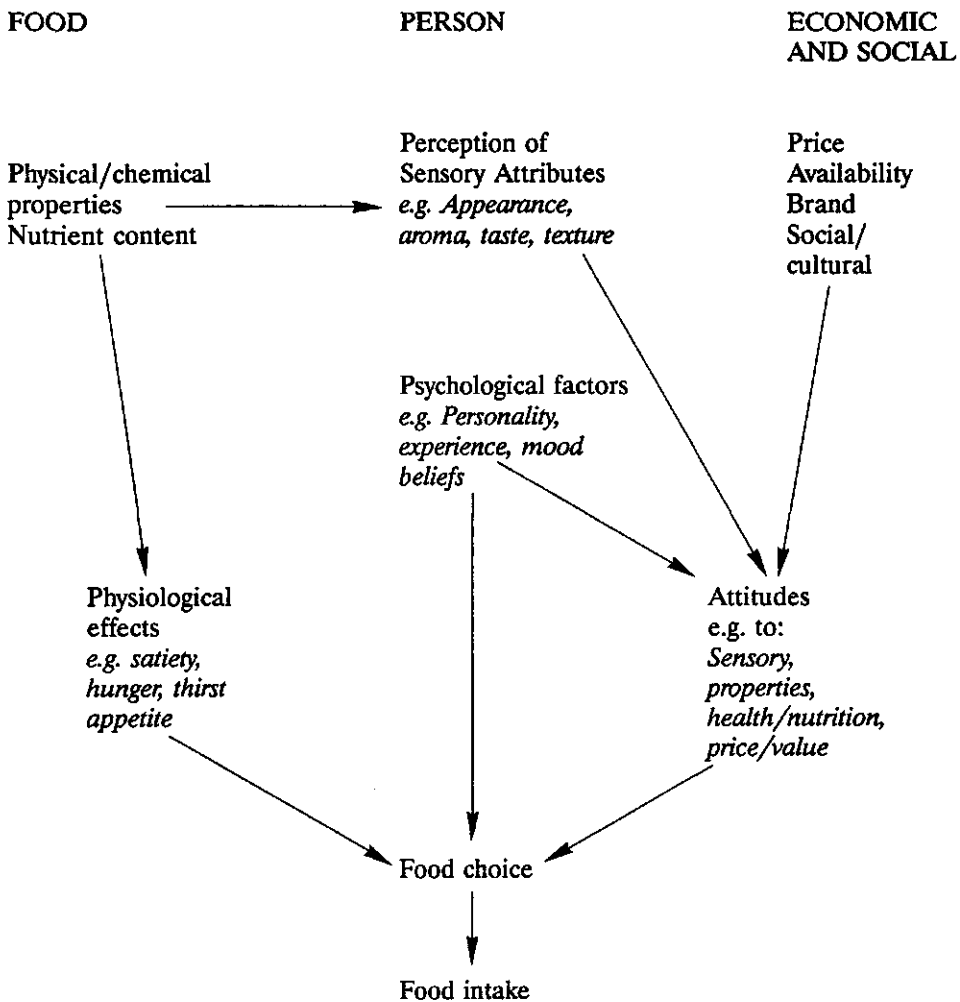 FOOD
PERSON
ECONOMIC
AND SOCIAL
Physical/chemical
properties
Nutrient content
Perception of
Sensory Attributes
e.g. Appearance,
aroma, taste, texture
Price
Availability
Brand
Social/
cultural
Psychological factors
e.g. Personality,
experience, mood
beliefs
Physiological
effects
e.g. satiety,
hunger, thirst
appetite
Attitudes
e.g. to:
Sensory,
properties,
health/nutrition,
price/value
Food choice
Food intake